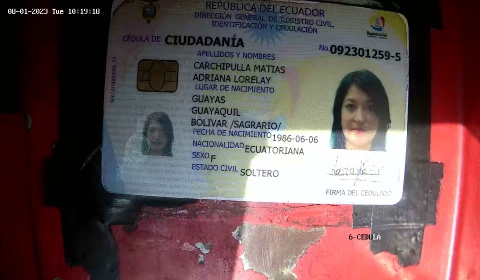 08-01-2023 Tue 10:19:18
REPÚBLICA DEL ECUADOR
DIRECCIÓN GENERAL DE REGISTRO CIVIL,
IDENTIFICACIÓN Y CEDULACIÓN
CÉDULA DE CIUDADANÍA
No. 092301259-5
APELLIDOS Y NOMBRES
CARCHIPULLA MATIAS
ADRIANA LORELAY
LUGAR DE NACIMIENTO
GUAYAS
GUAYAQUIL
BOLIVAR /SAGRARIO/
FECHA DE NACIMIENTO 1986-06-06
NACIONALIDAD ECUATORIANA
SEXO F
ESTADO CIVIL SOLTERO
FIRMA DEL CEDULADO
6-CEDULA